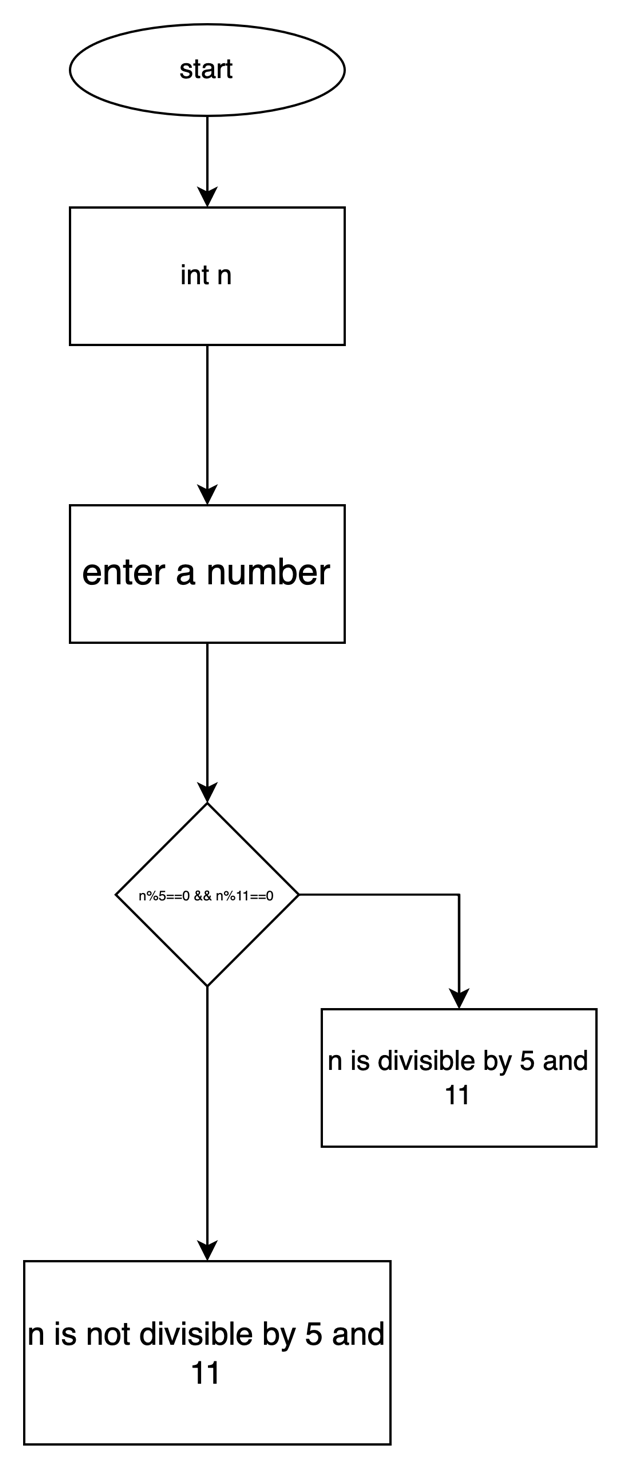 start
int n
enter a number
n%5==0 && n%11==0
n is divisible by 5 and
11
n is not divisible by 5 and
11